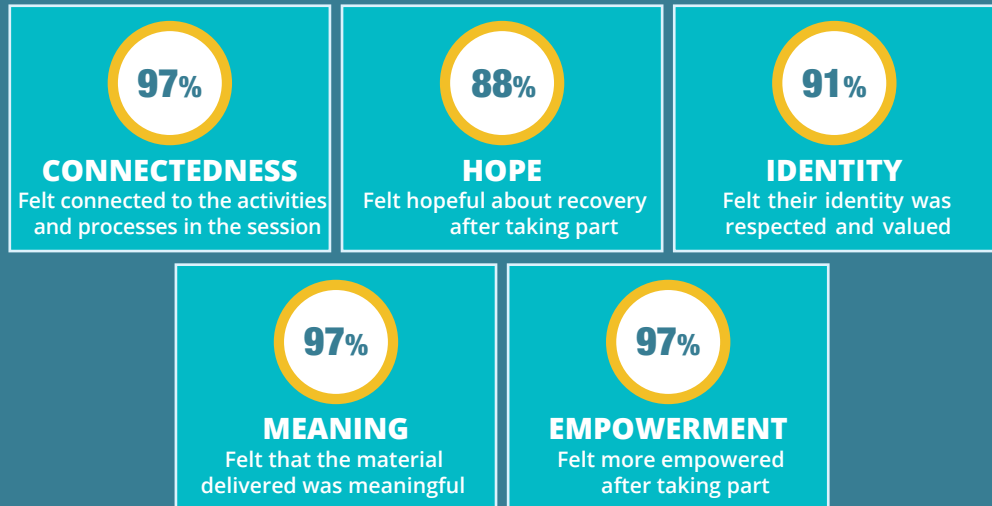 97%
CONNECTEDNESS
Felt connected to the activities
and processes in the session
88%
HOPE
Felt hopeful about recovery
after taking part
91%
IDENTITY
Felt their identity was
respected and valued
97%
MEANING
Felt that the material
delivered was meaningful
97%
EMPOWERMENT
Felt more empowered
after taking part